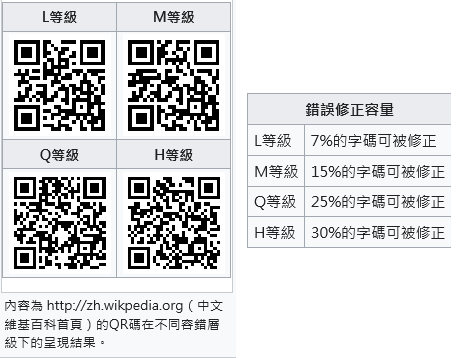 L等級 M等級
Q等級 H等級
內容為 http://zh.wikpedia.org（中文
維基百科首頁）的QR碼在不同容錯層
級下的呈現結果。
錯誤修正容量
L等級 7%的字碼可被修正
M等級 15%的字碼可被修正
Q等級 25%的字碼可被修正
H等級 30%的字碼可被修正